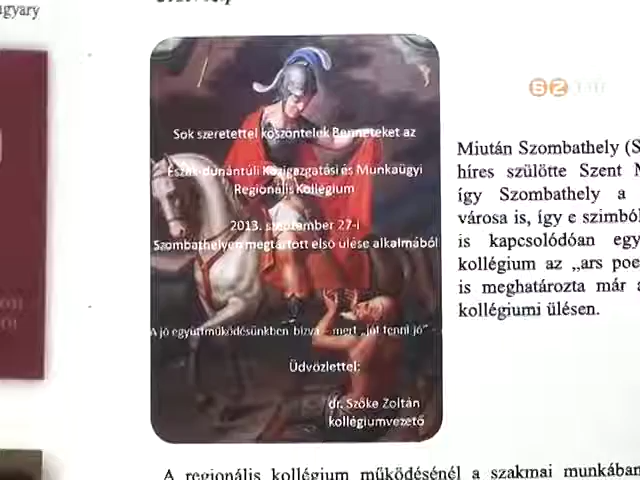 Sok szeretettel köszöntelek Benneteket az
Észak-dunántúli Közigazgatási és Munkaügyi
Regionális Kollégium
2013. szeptember 27-i
Szombathelyen megtartott első ülése alkalmából
A jó együttműködésünkben bízva – mert „jót tenni jó” -
Üdvözlettel:
dr. Szőke Zoltán
kollégiumvezető
Miután Szombathely (S
híres szülötte Szent
így Szombathely a
városa is, így e szimból
is kapcsolódóan egy
kollégium az „ars poe
is meghatározta már a
kollégiumi ülésen.
A regionális kollégium működésénél a szakmai munkában